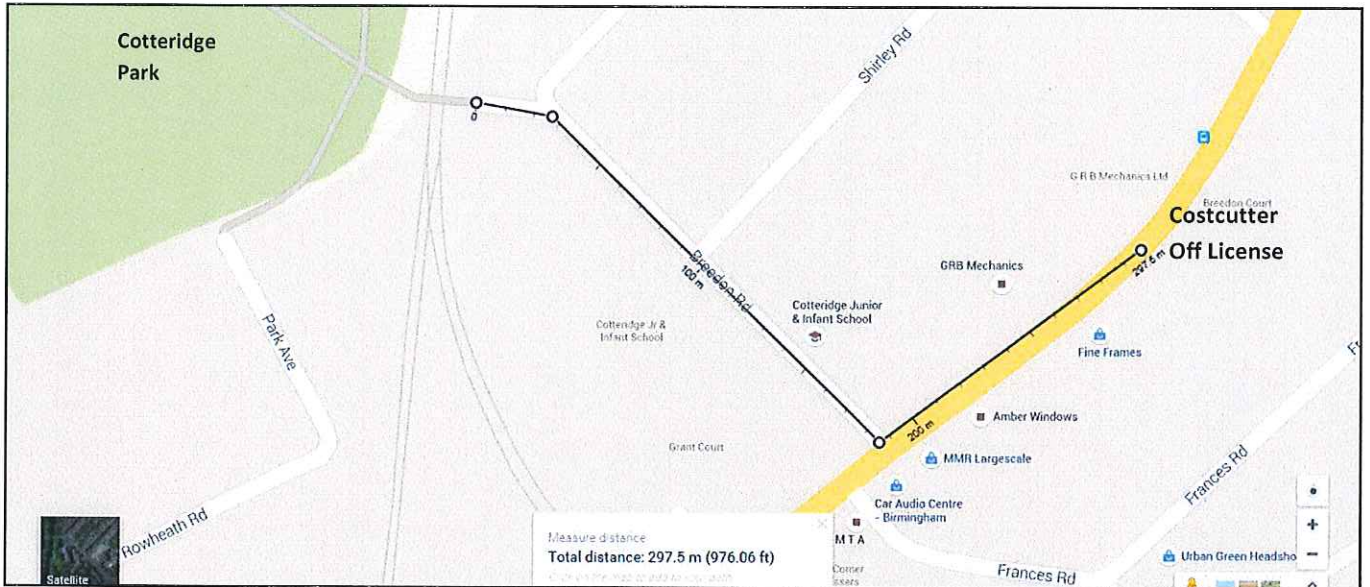 Cotteridge
Park
Shirley Rd
0
G R B Mechanics Ltd
Breedon Court
Costcutter
Off License
297.5 m
GRB Mechanics
Breedon Rd
100 m
Cotteridge Junior
& Infant School
Cotteridge Jr &
Infant School
Park Ave
Fine Frames
Amber Windows
200 m
Grant Court
MMR Largescale
Frances Rd
Car Audio Centre
- Birmingham
Rowheath Rd
Measure distance
Total distance: 297.5 m (976.06 ft)
MTA
Urban Green Headsho
Frances Rd
Satellite